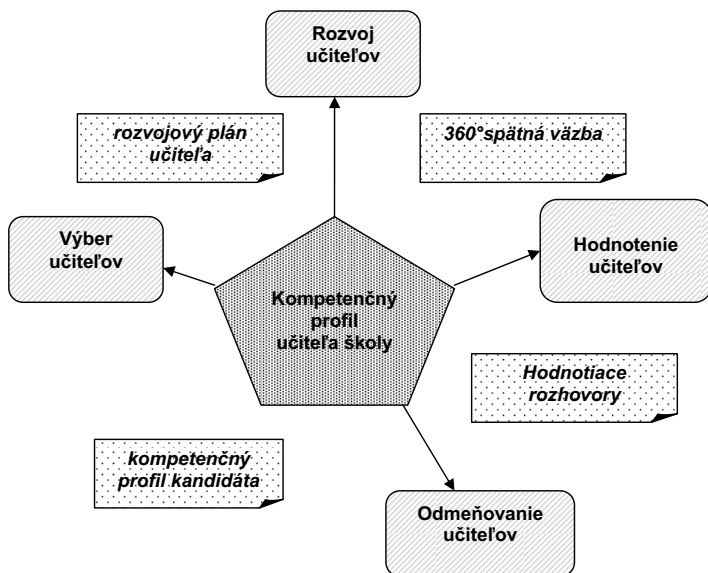 Rozvoj
učiteľov
rozvojový plán
učiteľa
360°spätná väzba
Výber
učiteľov
Hodnotenie
učiteľov
Kompetenčný
profil
učiteľa školy
Hodnotiace
rozhovory
kompetenčný
profil kandidáta
Odmeňovanie
učiteľov